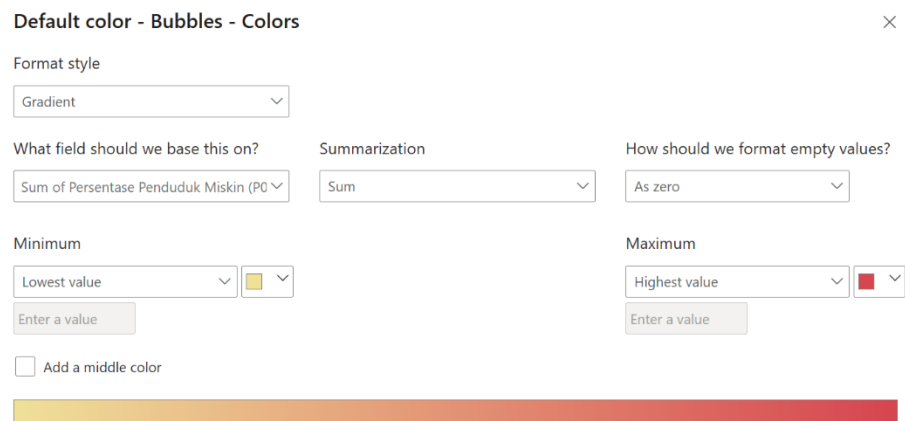 Default color - Bubbles - Colors
Format style
Gradient
What field should we base this on? Summarization How should we format empty values?
Sum of Persentase Penduduk Miskin (P0 Sum As zero
Minimum Maximum
Lowest value Highest value
Enter a value Enter a value
Add a middle color